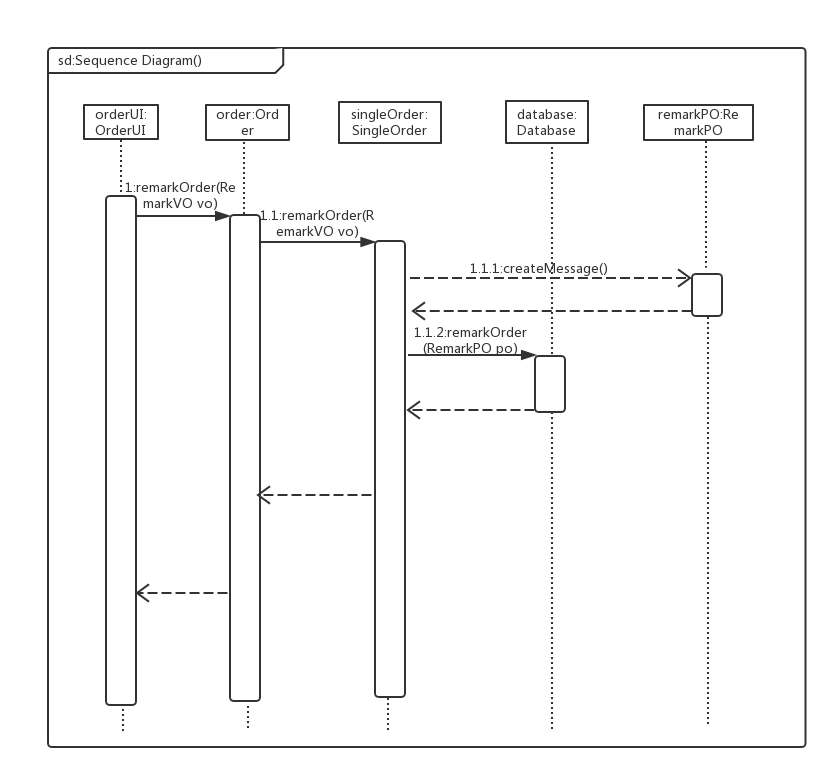 sd:Sequence Diagram()
orderUI:
OrderUI
order:Ord
er
singleOrder:
SingleOrder
database:
Database
remarkPO:Re
markPO
1:remarkOrder(Re
markVO vo)
1.1:remarkOrder(R
emarkVO vo)
1.1.1:createMessage()
1.1.2:remarkOrder
(RemarkPO po)